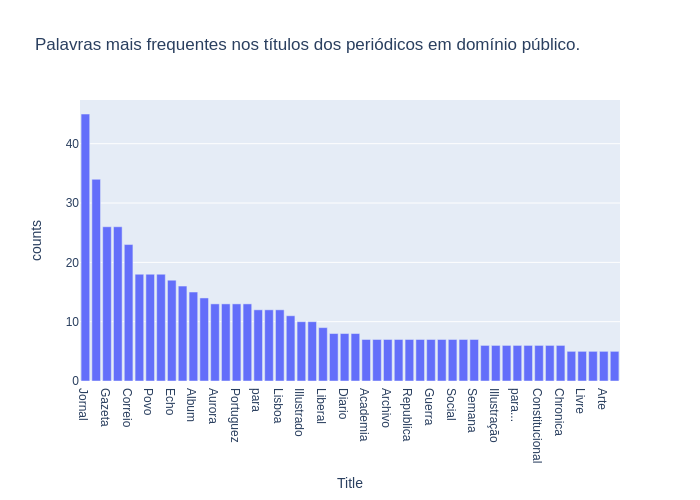 Palavras mais frequentes nos títulos dos periódicos em domínio público.
counts
40
30
20
10
0
Jornal
Gazeta
Correio
Povo
Echo
Album
Aurora
Portuguez
para
Lisboa
Illustrado
Liberal
Diario
Academia
Archivo
Republica
Guerra
Social
Semana
Illustração
para...
Constitucional
Chronica
Livre
Arte
Title